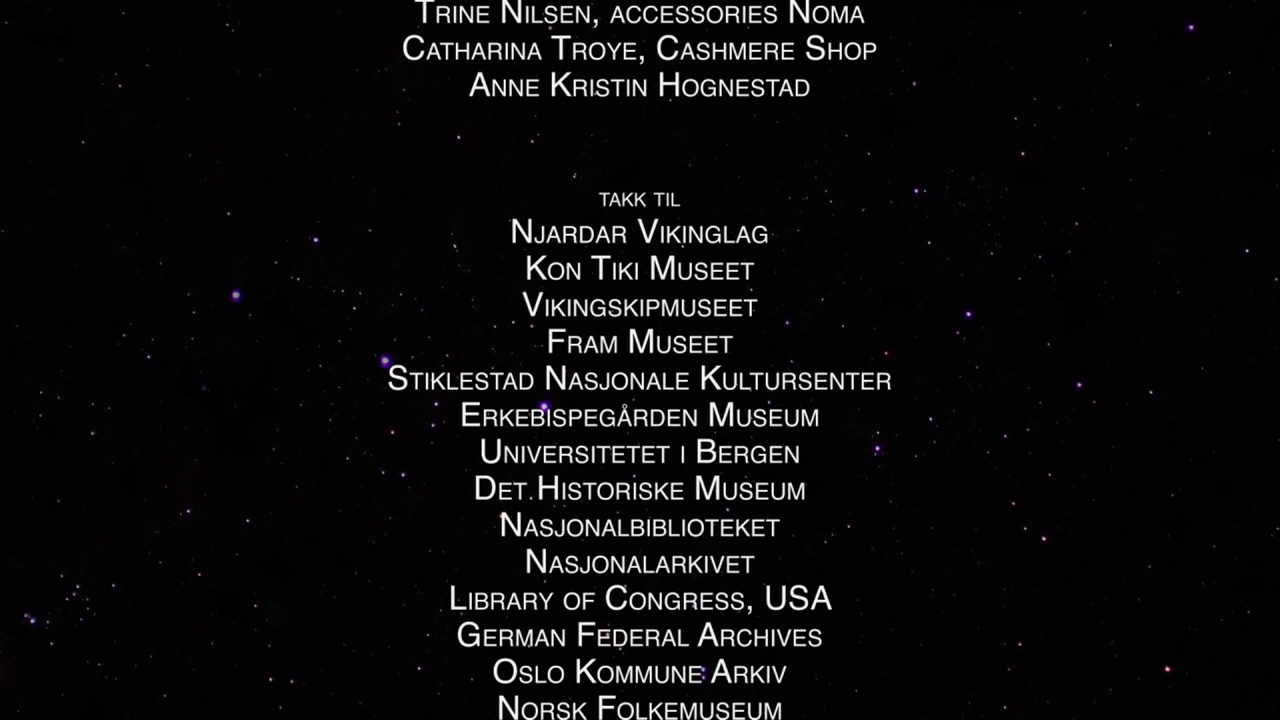 Trine Nilsen, accessories Noma
Catharina Troye, Cashmere Shop
Anne Kristin Hognestad
takk til
Njardar Vikinglag
Kon Tiki Museet
Vikingskipmuseet
Fram Museet
Stiklestad Nasjonale Kultursenter
Erkebispegården Museum
Universitetet i Bergen
Det Historiske Museum
Nasjonalbiblioteket
Nasjonalarkivet
Library of Congress, USA
German Federal Archives
Oslo Kommune Arkiv
Norsk Folkemuseum